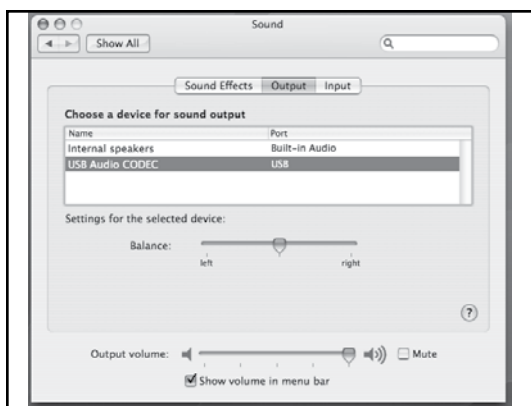 Sound
Show All
Sound Effects Output Input
Choose a device for sound output
Name Port
Internal speakers Built-in Audio
USB Audio CODEC USB
Settings for the selected device:
Balance:
left right
?
Output volume: Mute
Show volume in menu bar